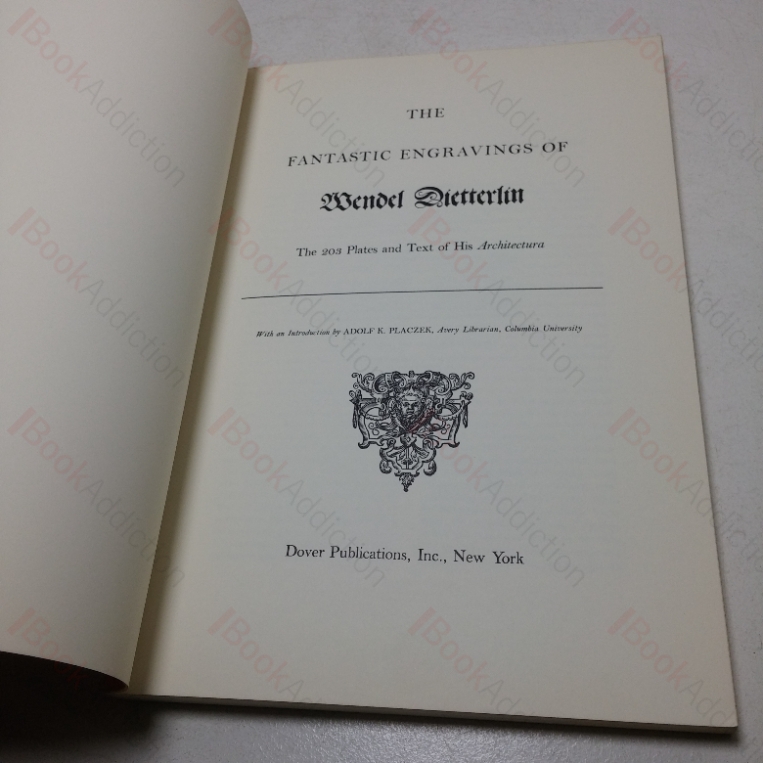 THE
FANTASTIC ENGRAVINGS OF
Wendel Dietterlin
The 203 Plates and Text of His Architectura
With an Introduction by ADOLF K. PLACZEK, Avery Librarian, Columbia University
Dover Publications, Inc., New York
BookAddiction